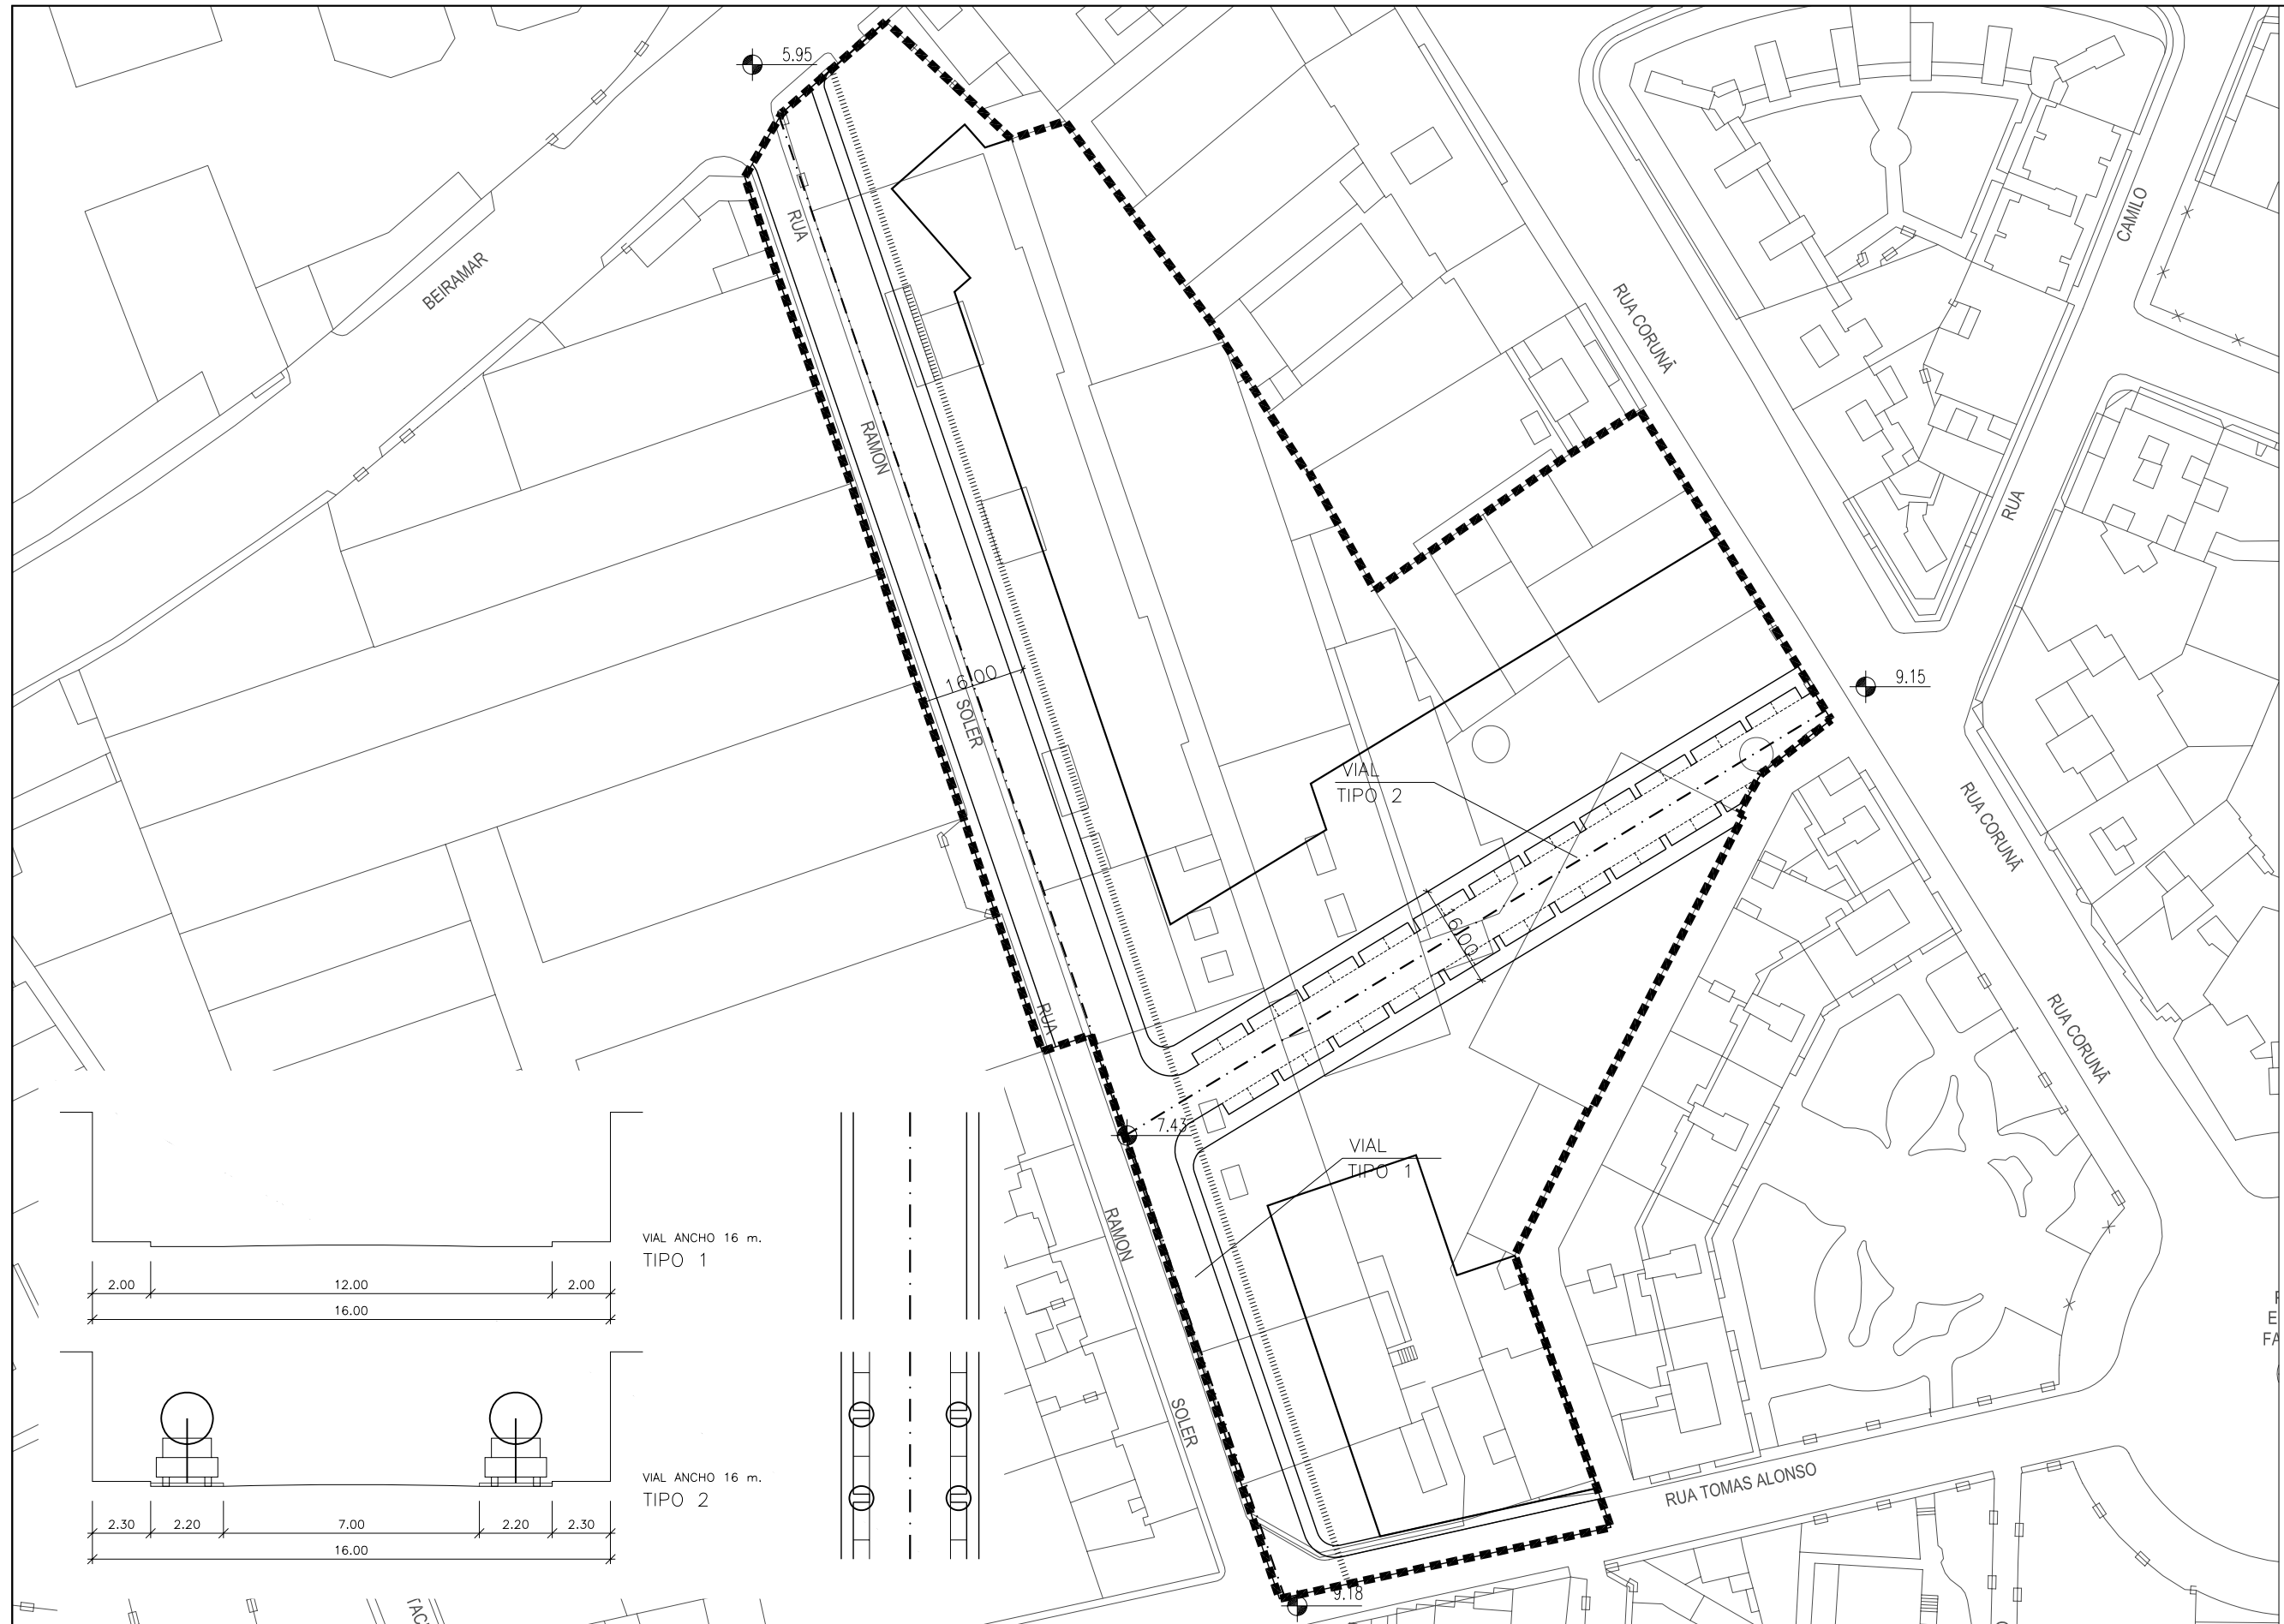 5.95
RUA
BEIRAMAR
RAMON
CAMILO
RUA CORUNÃ
RUA
16.00
SOLER
9.15
VIAL
TIPO 2
RUA CORUNÃ
16.00
RUA
RUA CORUNÃ
7.43
VIAL
TIPO 1
RAMON
SOLER
RUA TOMAS ALONSO
9.18
VIAL ANCHO 16 m.
TIPO 1
2.00 12.00 2.00
16.00
VIAL ANCHO 16 m.
TIPO 2
2.30 2.20 7.00 2.20 2.30
16.00